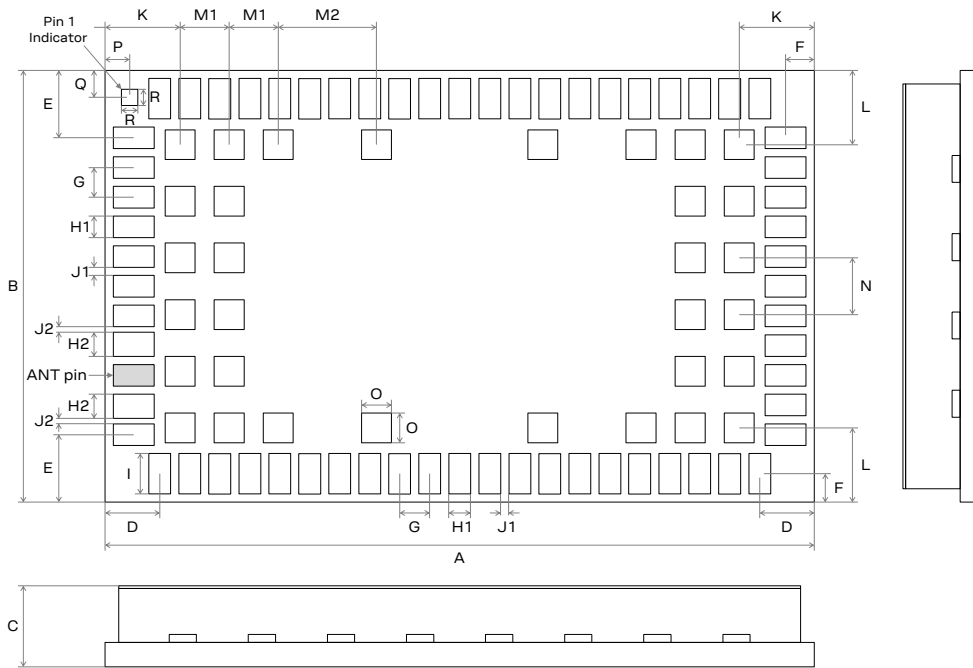 Pin 1
Indicator
K
M1
M1
M2
K
P
F
Q
E
R
R
L
G
H1
J1
B
N
J2
H2
ANT pin
H2
J2
O
O
E
I
L
F
D
G
H1
J1
D
A
C